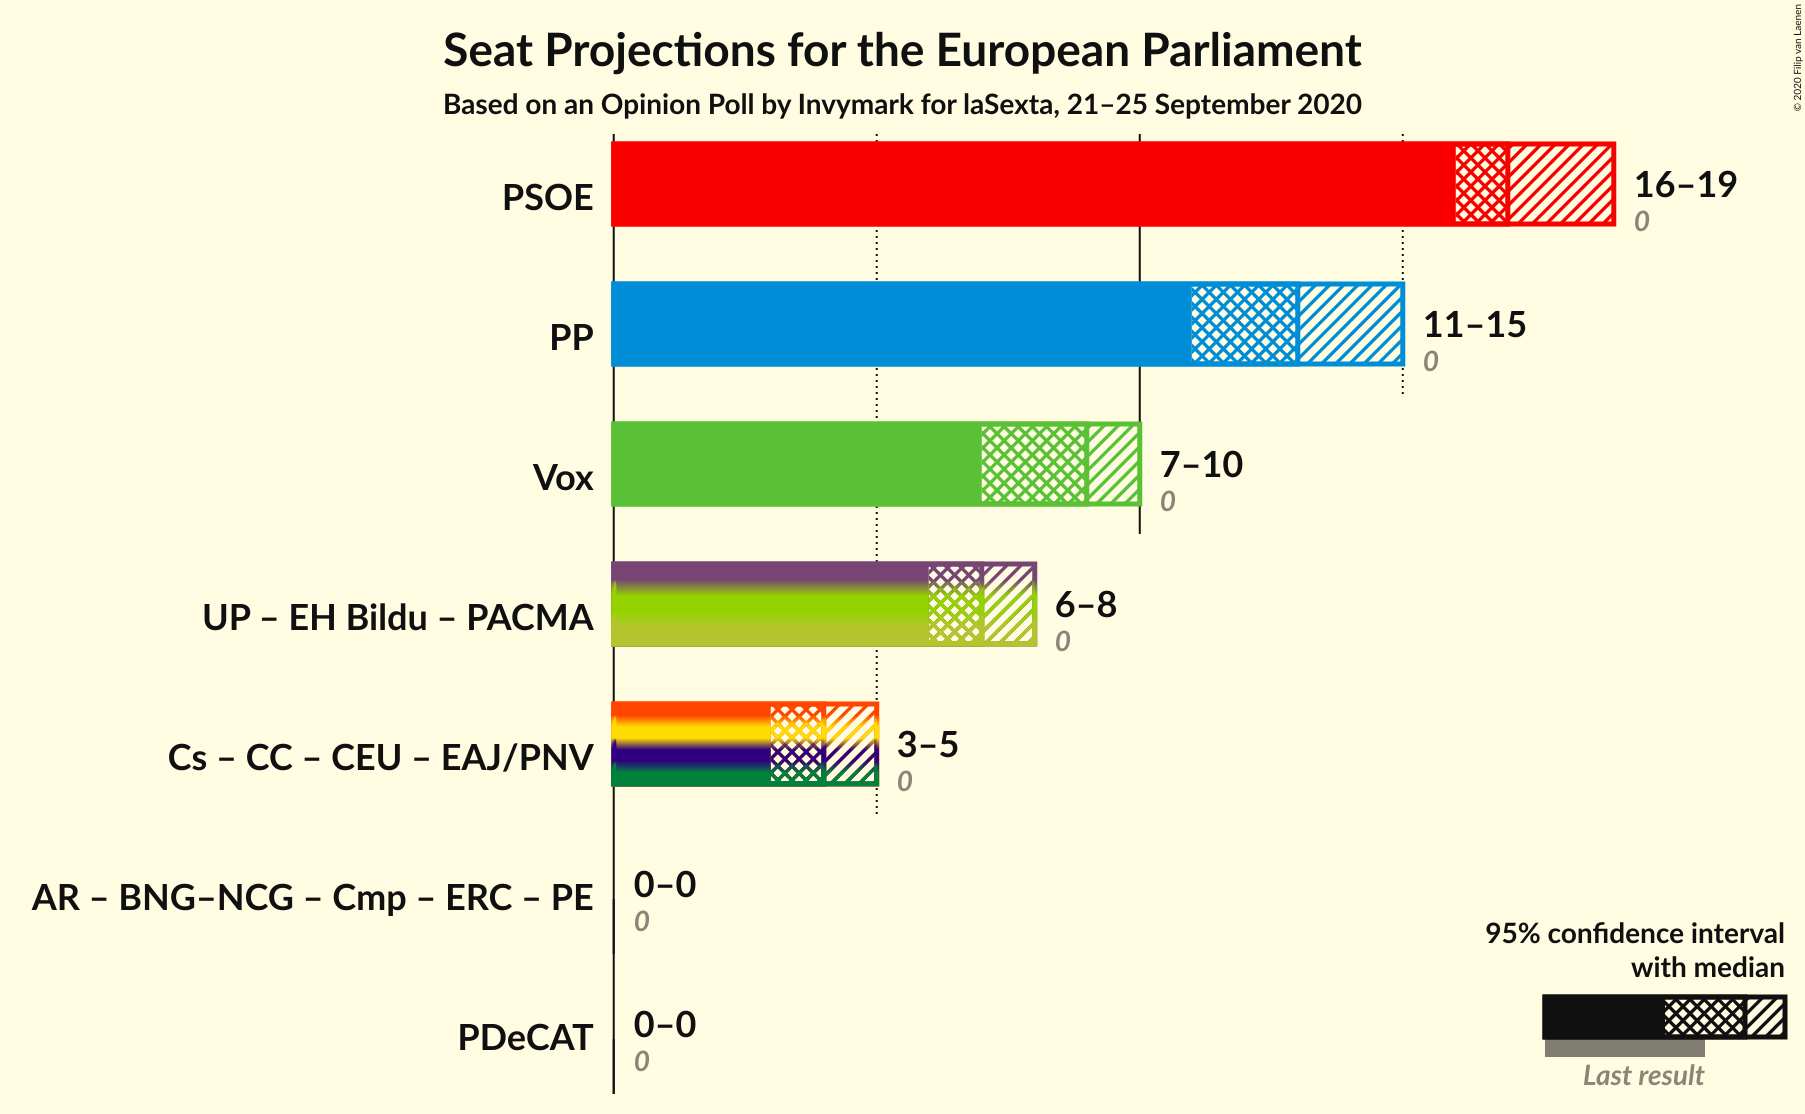 Seat Projections for the European Parliament
Based on an Opinion Poll by Invymark for laSexta, 21–25 September 2020
© 2020 Filip van Laenen
PSOE
16–19
0
PP
11–15
0
Vox
7–10
0
UP – EH Bildu – PACMA
6–8
0
Cs – CC – CEU – EAJ/PNV
3–5
0
AR – BNG–NCG – Cmp – ERC – PE
0–0
0
PDeCAT
0–0
0
95% confidence interval
with median
Last result